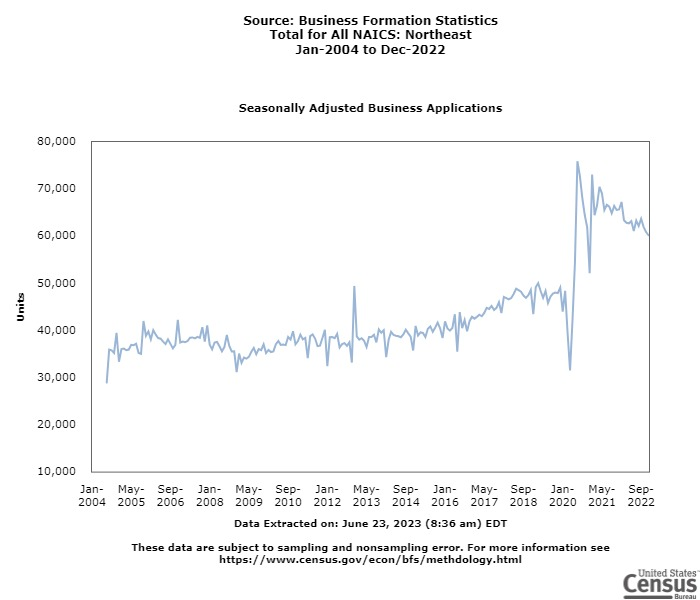 Source: Business Formation Statistics
Total for All NAICS: Northeast
Jan-2004 to Dec-2022
Seasonally Adjusted Business Applications
80,000
70,000
60,000
50,000
40,000
30,000
20,000
10,000
Units
Jan-2004
May-2005
Sep-2006
Jan-2008
May-2009
Sep-2010
Jan-2012
May-2013
Sep-2014
Jan-2016
May-2017
Sep-2018
Jan-2020
May-2021
Sep-2022
Data Extracted on: June 23, 2023 (8:36 am) EDT
These data are subject to sampling and nonsampling error. For more information see
https://www.census.gov/econ/bfs/methdology.html
United States
Census
Bureau